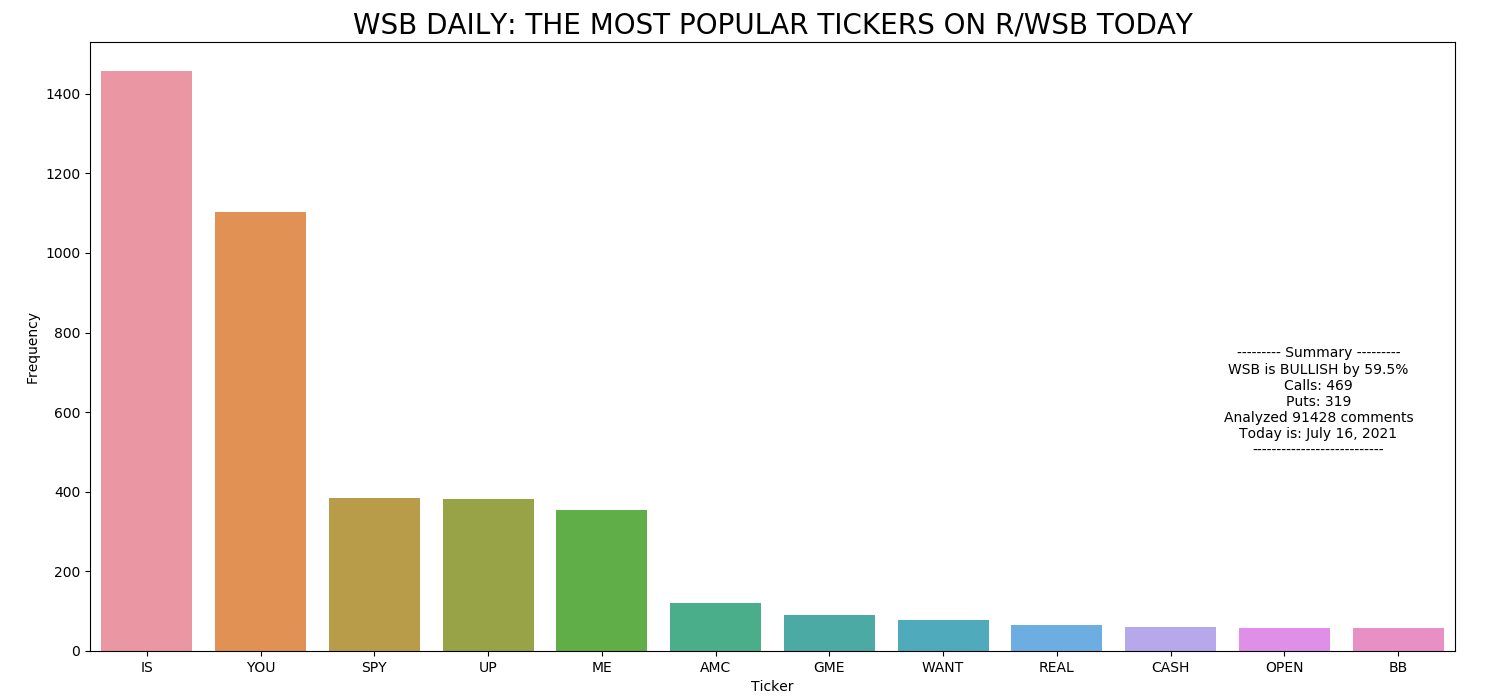 WSB DAILY: THE MOST POPULAR TICKERS ON R/WSB TODAY
1400
1200
1000
800
600
400
200
0
Frequency
--------- Summary ---------
WSB is BULLISH by 59.5%
Calls: 469
Puts: 319
Analyzed 91428 comments
Today is: July 16, 2021
---------------------------
IS YOU SPY UP ME AMC GME WANT REAL CASH OPEN BB
Ticker